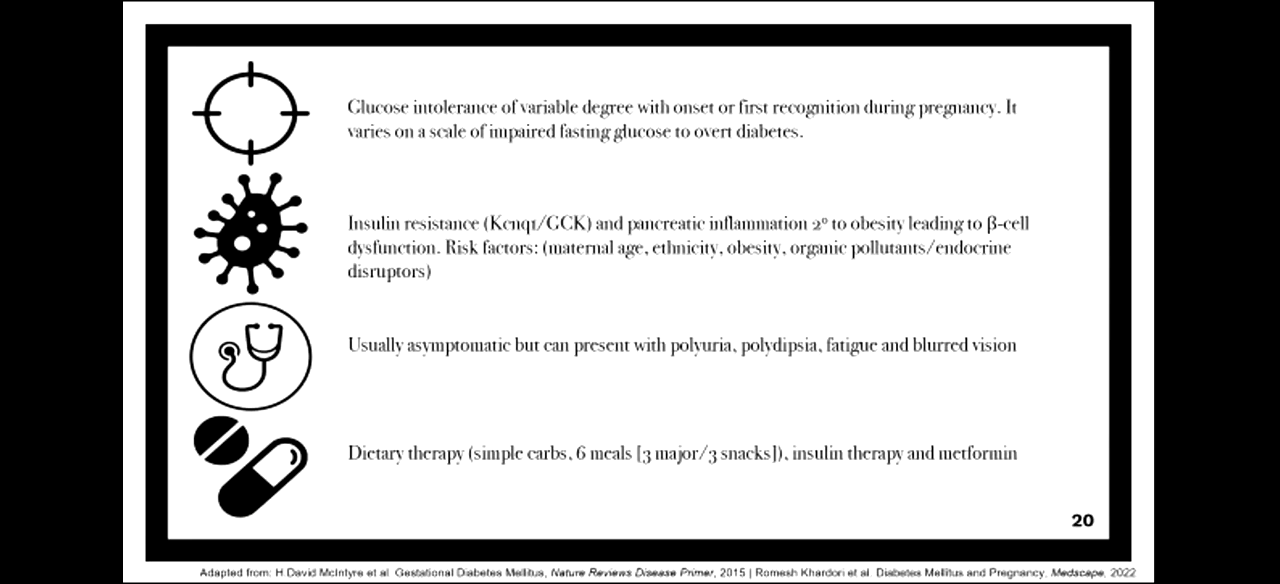 Glucose intolerance of variable degree with onset or first recognition during pregnancy. It
varies on a scale of impaired fasting glucose to overt diabetes.
Insulin resistance (Kcnq1/GCK) and pancreatic inflammation 2° to obesity leading to β-cell
dysfunction. Risk factors: (maternal age, ethnicity, obesity, organic pollutants/endocrine
disruptors)
Usually asymptomatic but can present with polyuria, polydipsia, fatigue and blurred vision
Dietary therapy (simple carbs, 6 meals [3 major/3 snacks]), insulin therapy and metformin
20
Adapted from: H David McIntyre et al. Gestational Diabetes Mellitus, Nature Reviews Disease Primer, 2015 | Romesh Khardori et al. Diabetes Mellitus and Pregnancy, Medscape, 2022